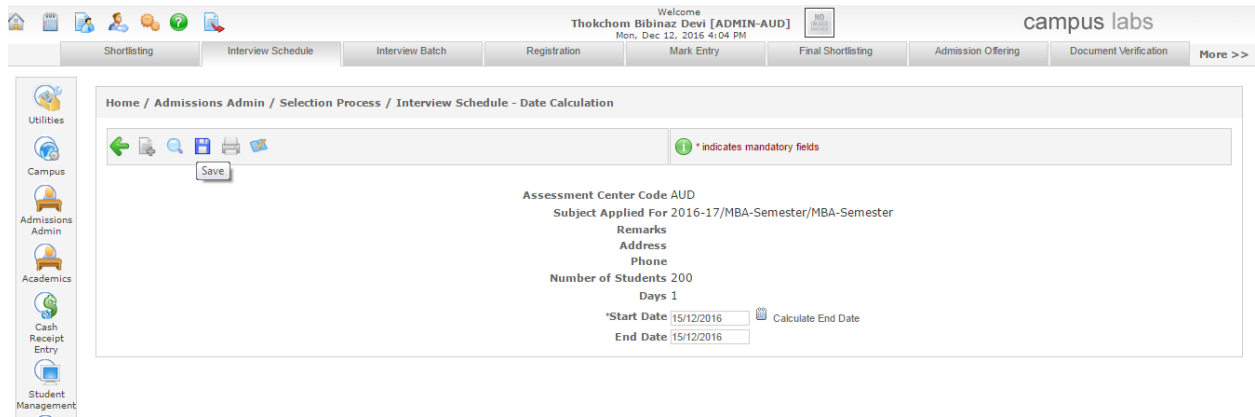 Welcome
Thokchom Bibinaz Devi [ADMIN-AUD]
Mon, Dec 12, 2016 4:04 PM
NO IMAGE
campus labs
Shortlisting Interview Schedule Interview Batch Registration Mark Entry Final Shortlisting Admission Offering Document Verification More >>
Utilities
Campus
Admissions
Admin
Academics
Cash
Receipt
Entry
Student
Management
Home / Admissions Admin / Selection Process / Interview Schedule - Date Calculation
* indicates mandatory fields
Save
Assessment Center Code AUD
Subject Applied For 2016-17/MBA-Semester/MBA-Semester
Remarks
Address
Phone
Number of Students 200
Days 1
*Start Date 15/12/2016 Calculate End Date
End Date 15/12/2016